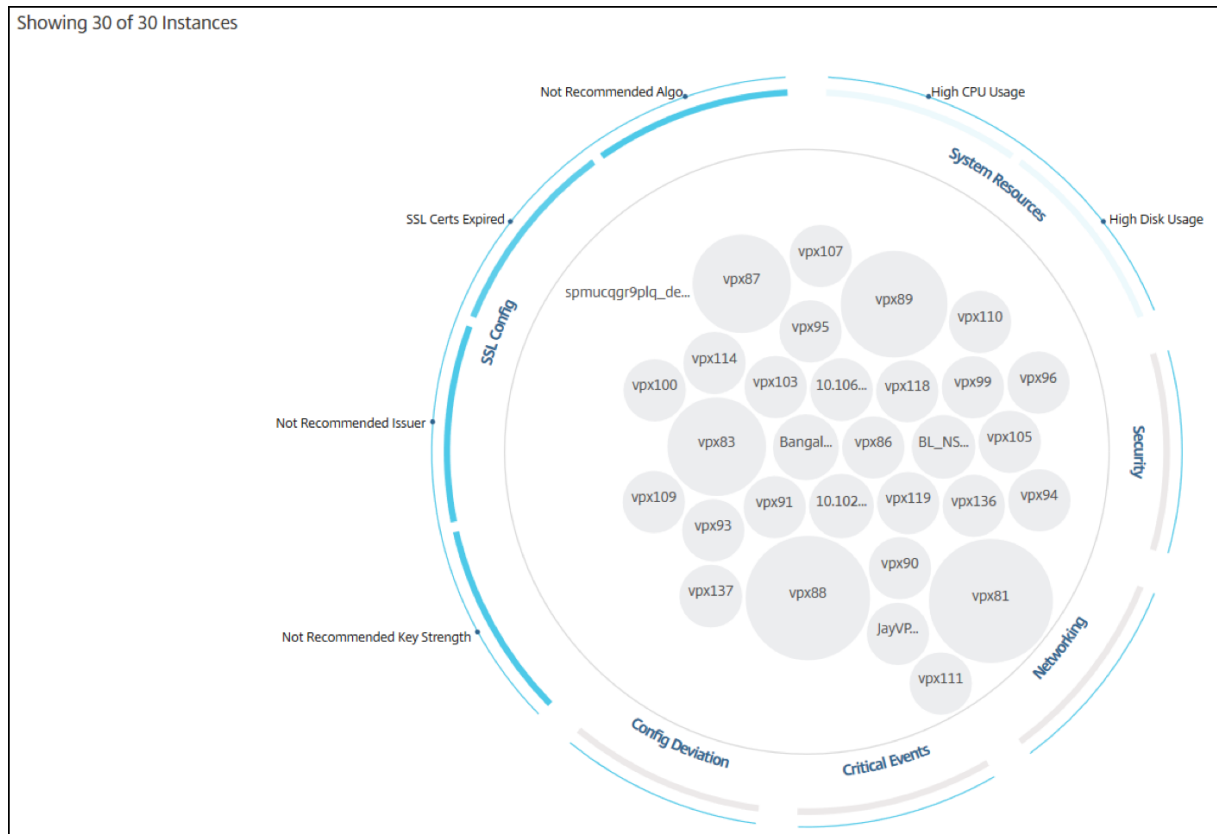 Showing 30 of 30 Instances
Not Recommended Algo
High CPU Usage
System Resources
SSL Certs Expired
High Disk Usage
vpx107
vpx87
spmucqgr9plq_de...
vpx89
vpx110
vpx95
SSL Config
vpx114
vpx100
vpx103
10.106...
vpx118
vpx99
vpx96
Not Recommended Issuer
vpx83
Bangal...
vpx86
BL_NS...
vpx105
Security
vpx109
vpx91
10.102...
vpx119
vpx136
vpx94
vpx93
vpx90
vpx137
vpx88
vpx81
JayVP...
Not Recommended Key Strength
Networking
vpx111
Config Deviation
Critical Events